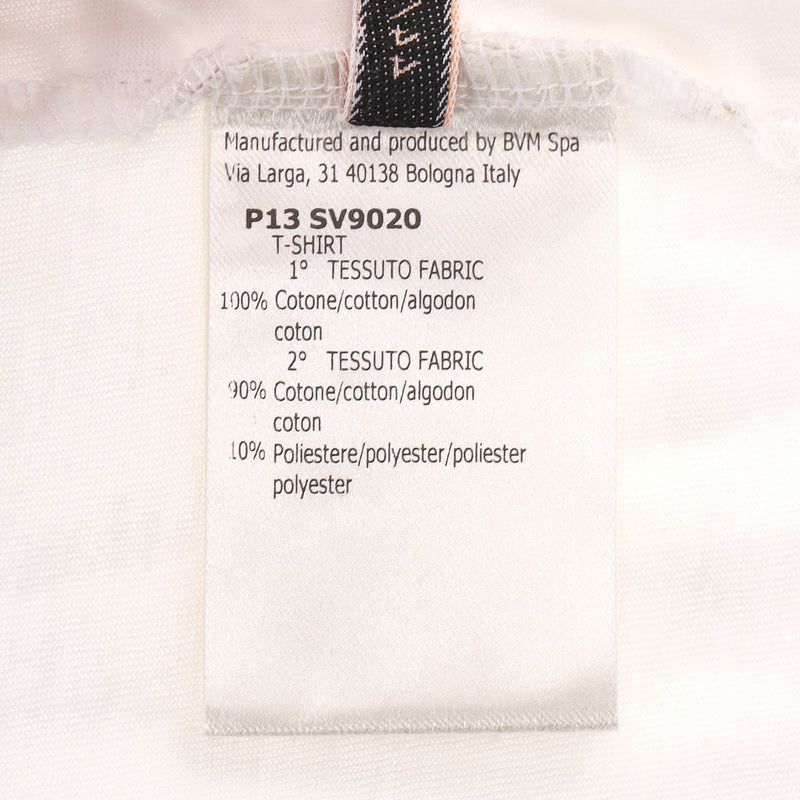 Manufactured and produced by BVM Spa
Via Larga, 31 40138 Bologna Italy
P13 SV9020
T-SHIRT
1° TESSUTO FABRIC
100% Cotone/cotton/algodon
coton
2° TESSUTO FABRIC
90% Cotone/cotton/algodon
coton
10% Poliestere/polyester/poliester
polyester